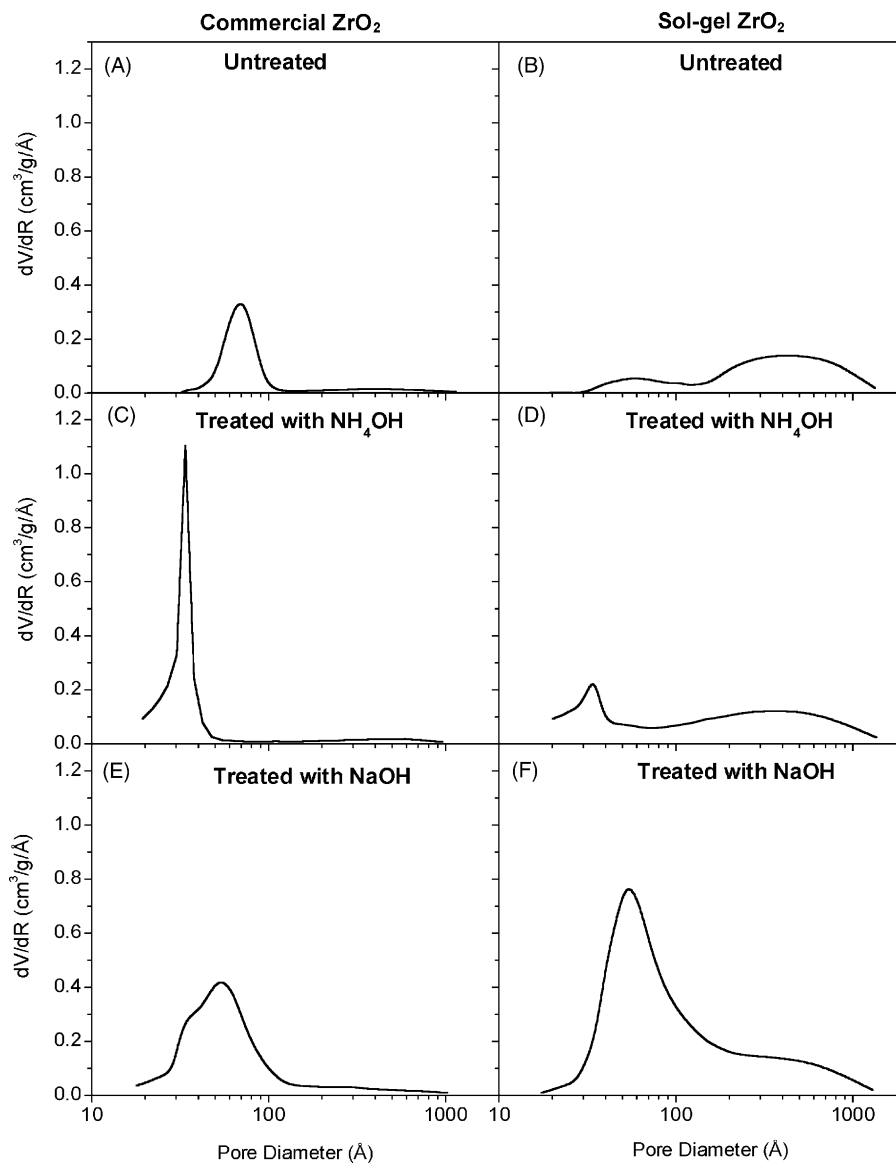 Commercial ZrO₂
Sol-gel ZrO₂
(A)
Untreated
(B)
Untreated
1.2
1.0
0.8
0.6
0.4
0.2
0.0
dV/dR (cm³/g/Å)
(C)
Treated with NH₄OH
(D)
Treated with NH₄OH
1.2
1.0
0.8
0.6
0.4
0.2
0.0
dV/dR (cm³/g/Å)
(E)
Treated with NaOH
(F)
Treated with NaOH
1.2
1.0
0.8
0.6
0.4
0.2
0.0
dV/dR (cm³/g/Å)
10
100
1000
10
100
1000
Pore Diameter (Å)
Pore Diameter (Å)